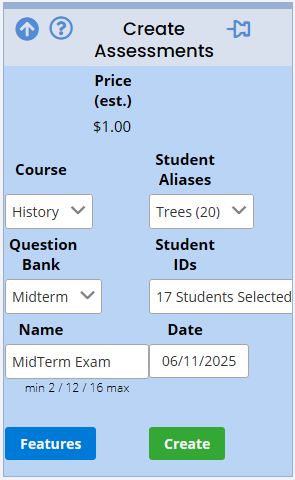 ?
Create
Assessments
Price
(est.)
$1.00
Course
Student
Aliases
History
Trees (20)
Question
Bank
Student
IDs
Midterm
17 Students Selected
Name
Date
MidTerm Exam
06/11/2025
min 2 / 12 / 16 max
Features
Create